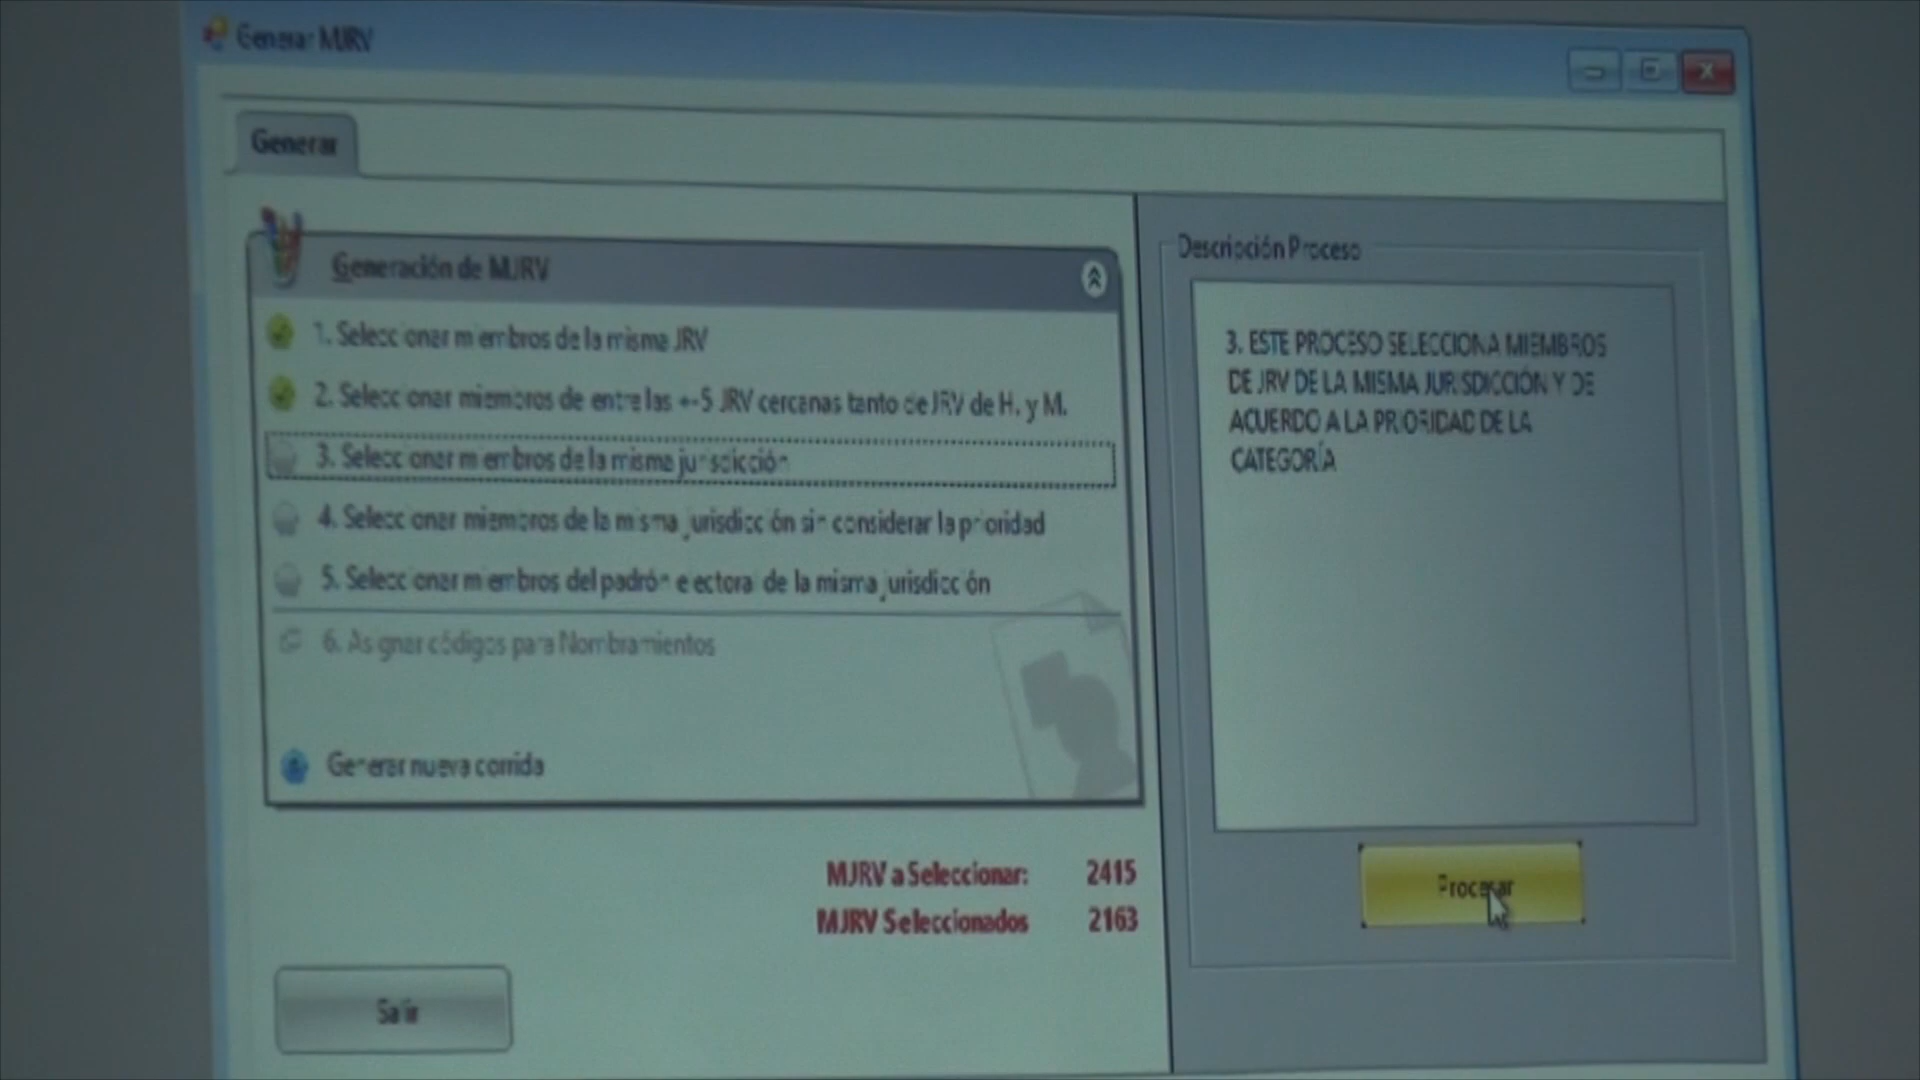 Generar MJRV
Generar
Generación de MJRV
1. Seleccionar miembros de la misma JRV
2. Seleccionar miembros de entre las +-5 JRV cercanas tanto de JRV de H. y M.
3. Seleccionar miembros de la misma jurisdicción
4. Seleccionar miembros de la misma jurisdicción sin considerar la prioridad
5. Seleccionar miembros del padrón electoral de la misma jurisdicción
6. Asignar códigos para Nombramientos
Generar nueva corrida
MJRV a Seleccionar: 2415
MJRV Seleccionados 2163
Salir
Descripción Proceso
3. ESTE PROCESO SELECCIONA MIEMBROS
DE JRV DE LA MISMA JURISDICCIÓN Y DE
ACUERDO A LA PRIORIDAD DE LA
CATEGORÍA
Procesar